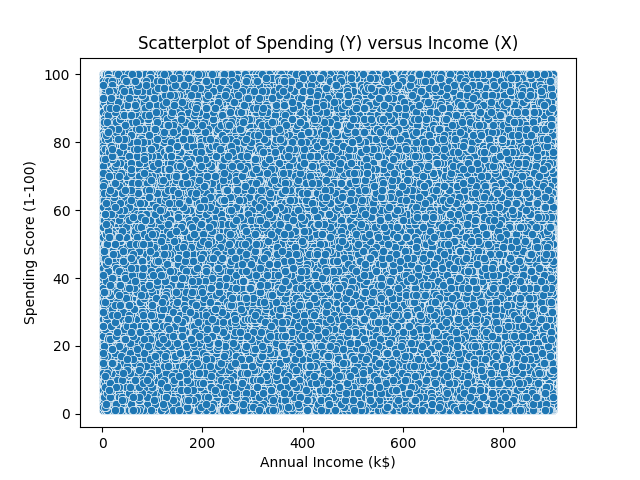 Scatterplot of Spending (Y) versus Income (X)
100
80
60
40
20
0
Spending Score (1-100)
0 200 400 600 800
Annual Income (k$)